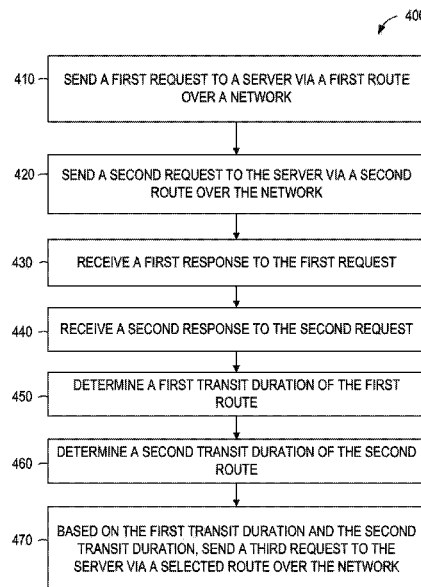 400
410
SEND A FIRST REQUEST TO A SERVER VIA A FIRST ROUTE
OVER A NETWORK
420
SEND A SECOND REQUEST TO THE SERVER VIA A SECOND
ROUTE OVER THE NETWORK
430
RECEIVE A FIRST RESPONSE TO THE FIRST REQUEST
440
RECEIVE A SECOND RESPONSE TO THE SECOND REQUEST
450
DETERMINE A FIRST TRANSIT DURATION OF THE FIRST
ROUTE
460
DETERMINE A SECOND TRANSIT DURATION OF THE SECOND
ROUTE
470
BASED ON THE FIRST TRANSIT DURATION AND THE SECOND
TRANSIT DURATION, SEND A THIRD REQUEST TO THE
SERVER VIA A SELECTED ROUTE OVER THE NETWORK